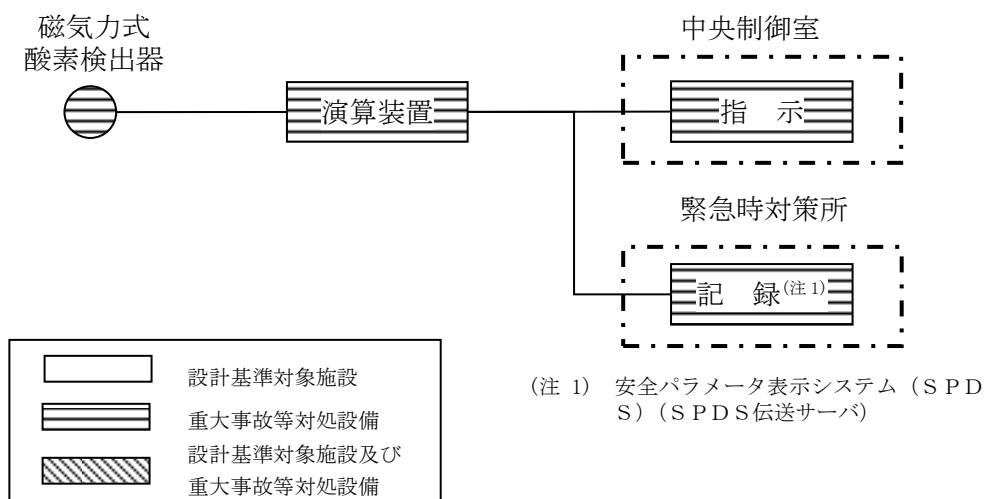 磁気力式
酸素検出器
演算装置
中央制御室
指　示
緊急時対策所
記　録(注1)
設計基準対象施設
重大事故等対処設備
設計基準対象施設及び
重大事故等対処設備
(注 1)　安全パラメータ表示システム（ＳＰＤ
Ｓ）（ＳＰＤＳ伝送サーバ）